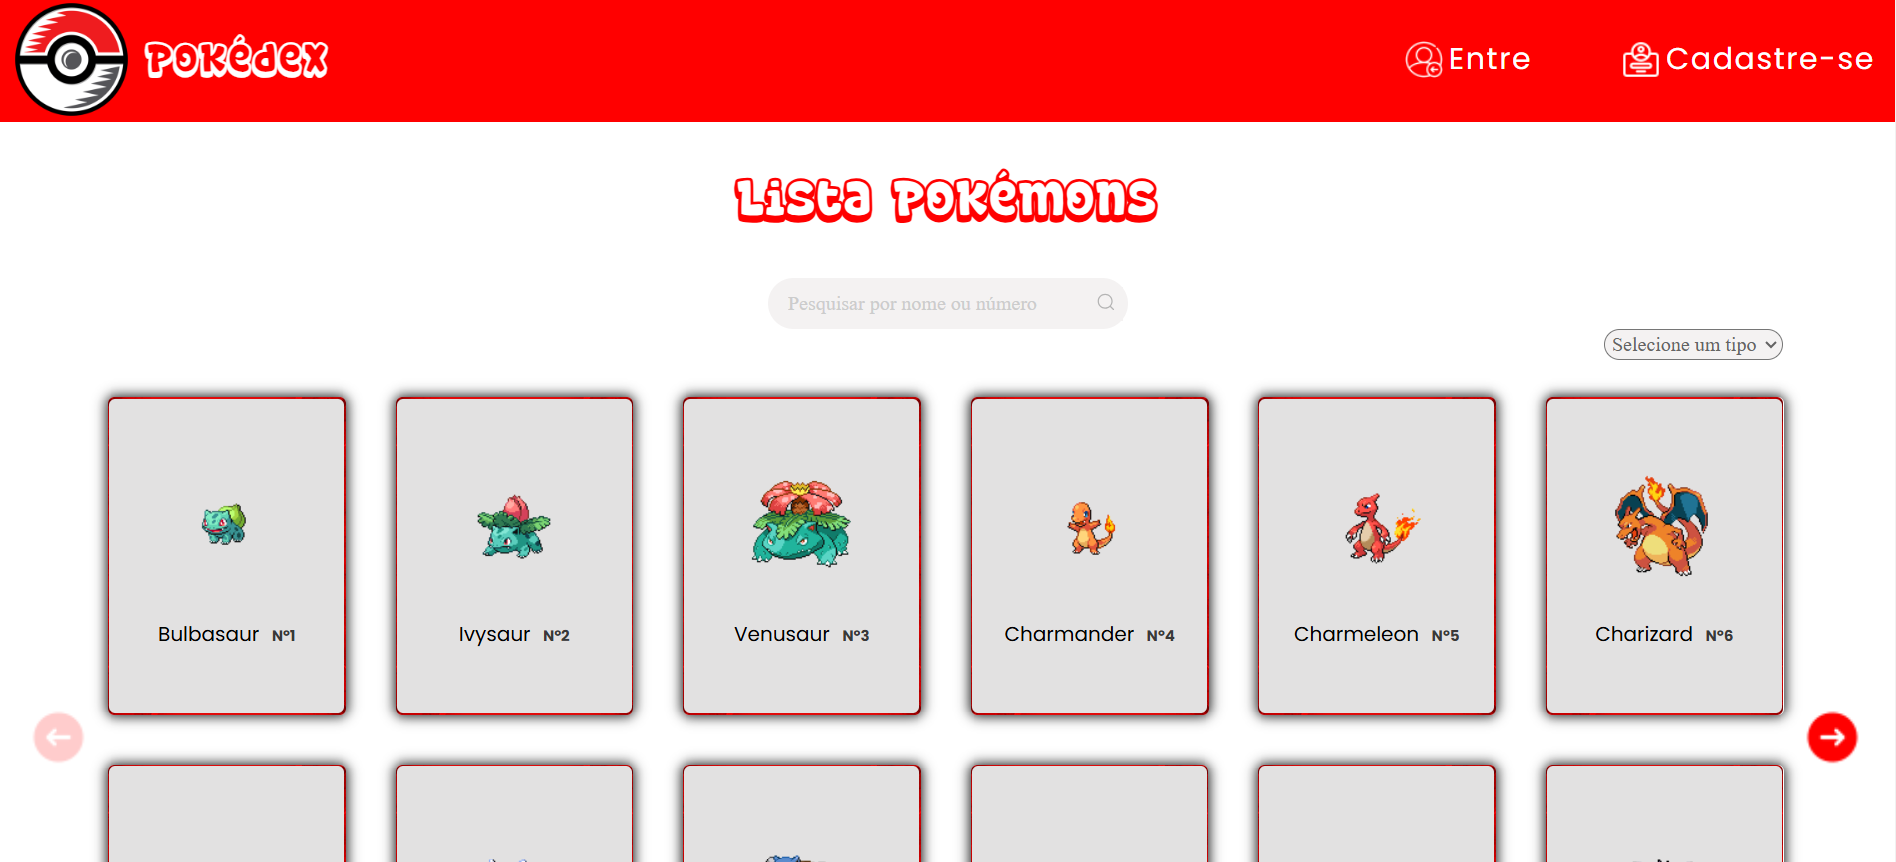 Pokédex
Entre
Cadastre-se
Lista Pokémons
Pesquisar por nome ou número
Selecione um tipo
Bulbasaur Nº1
Ivysaur Nº2
Venusaur Nº3
Charmander Nº4
Charmeleon Nº5
Charizard Nº6